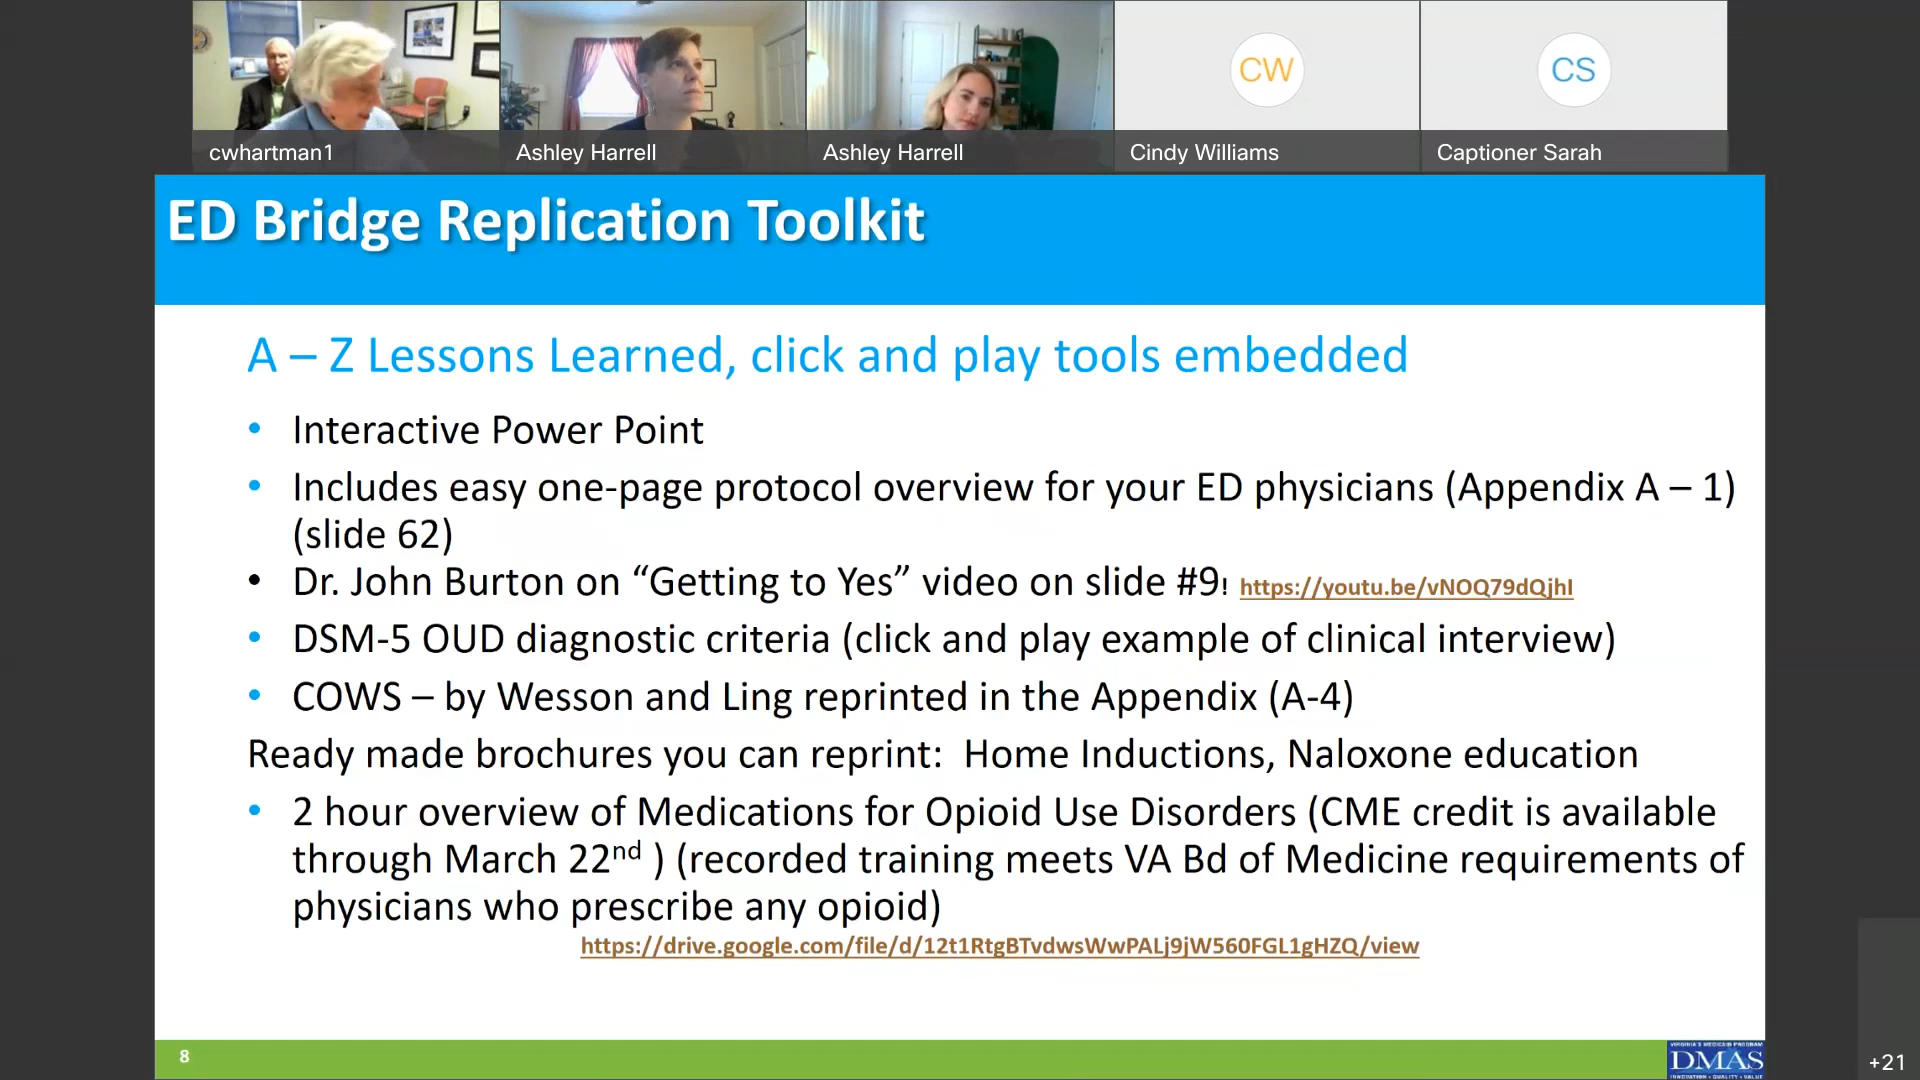 CW
CS
cwhartman1
Ashley Harrell
Ashley Harrell
Cindy Williams
Captioner Sarah
ED Bridge Replication Toolkit
A – Z Lessons Learned, click and play tools embedded
• Interactive Power Point
• Includes easy one-page protocol overview for your ED physicians (Appendix A – 1)
(slide 62)
• Dr. John Burton on “Getting to Yes” video on slide #9! https://youtu.be/vNOQ79dQjhI
• DSM-5 OUD diagnostic criteria (click and play example of clinical interview)
• COWS – by Wesson and Ling reprinted in the Appendix (A-4)
Ready made brochures you can reprint: Home Inductions, Naloxone education
• 2 hour overview of Medications for Opioid Use Disorders (CME credit is available
through March 22nd ) (recorded training meets VA Bd of Medicine requirements of
physicians who prescribe any opioid)
https://drive.google.com/file/d/12t1RtgBTvdwsWwPALj9jW560FGL1gHZQ/view
8
VIRGINIA'S MEDICAID PROGRAM
DMAS
INNOVATION • QUALITY • VALUE
+21